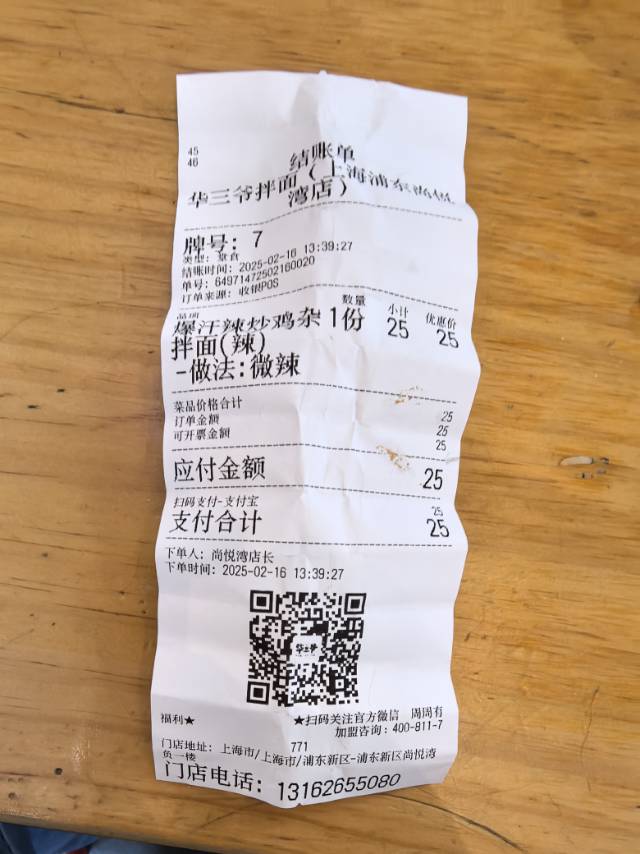 45
46
结账单
华三爷拌面（上海浦东尚悦
湾店）
牌号: 7
类型: 堂食
结账时间: 2025-02-16 13:39:27
单号: 64971472502160020
订单来源: 收银POS
品项 数量 小计 优惠价
爆汗辣炒鸡杂 1份 25 25
拌面(辣)
-做法:微辣
菜品价格合计 25
订单金额 25
可开票金额 25
应付金额 25
扫码支付-支付宝 25
支付合计 25
下单人: 尚悦湾店长
下单时间: 2025-02-16 13:39:27
华三爷
★扫码关注官方微信 周周有
福利★
加盟咨询: 400-811-7
771
门店地址: 上海市/上海市/浦东新区-浦东新区尚悦湾
负一楼
门店电话: 13162655080